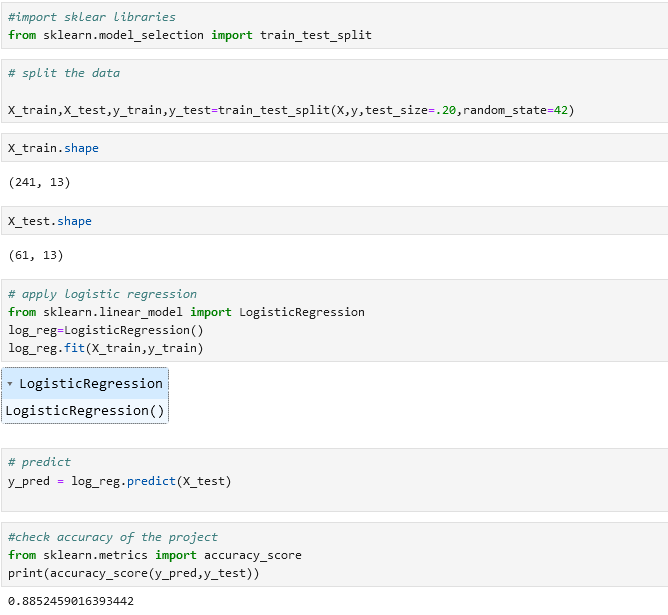 #import sklear libraries
from sklearn.model_selection import train_test_split
# split the data
X_train,X_test,y_train,y_test=train_test_split(X,y,test_size=.20,random_state=42)
X_train.shape
(241, 13)
X_test.shape
(61, 13)
# apply logistic regression
from sklearn.linear_model import LogisticRegression
log_reg=LogisticRegression()
log_reg.fit(X_train,y_train)
▾ LogisticRegression
LogisticRegression()
# predict
y_pred = log_reg.predict(X_test)
#check accuracy of the project
from sklearn.metrics import accuracy_score
print(accuracy_score(y_pred,y_test))
0.8852459016393442